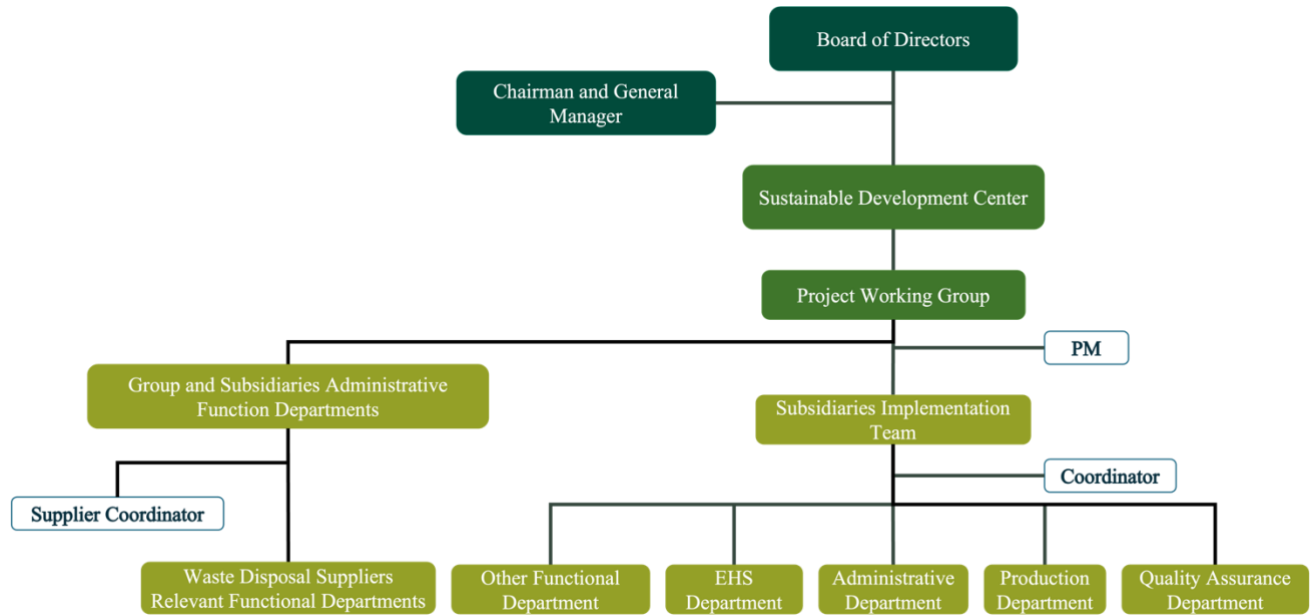 Board of Directors
Chairman and General
Manager
Sustainable Development Center
Project Working Group
PM
Group and Subsidiaries Administrative
Function Departments
Subsidiaries Implementation
Team
Coordinator
Supplier Coordinator
Waste Disposal Suppliers
Relevant Functional Departments
Other Functional
Department
EHS
Department
Administrative
Department
Production
Department
Quality Assurance
Department